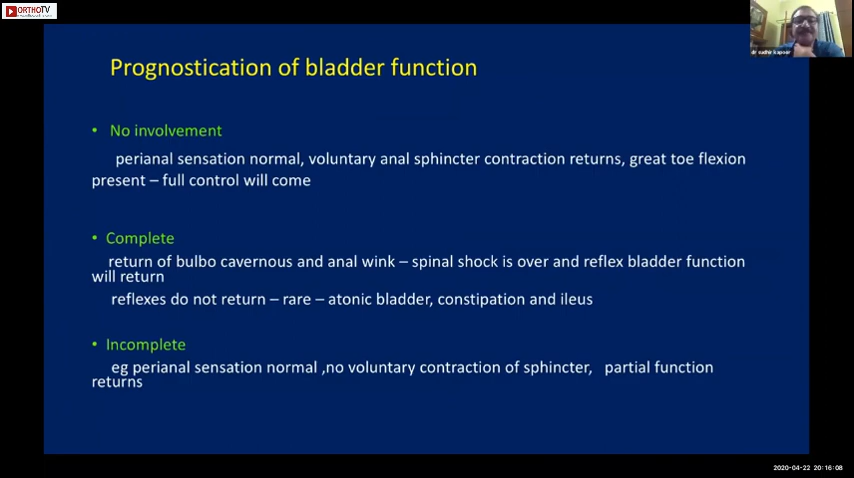 ORTHOTV
dr sudhir kapoor
Prognostication of bladder function
• No involvement
perianal sensation normal, voluntary anal sphincter contraction returns, great toe flexion
present – full control will come
• Complete
return of bulbo cavernous and anal wink – spinal shock is over and reflex bladder function
will return
reflexes do not return – rare – atonic bladder, constipation and ileus
• Incomplete
eg perianal sensation normal ,no voluntary contraction of sphincter, partial function
returns
2020-04-22 20:16:08